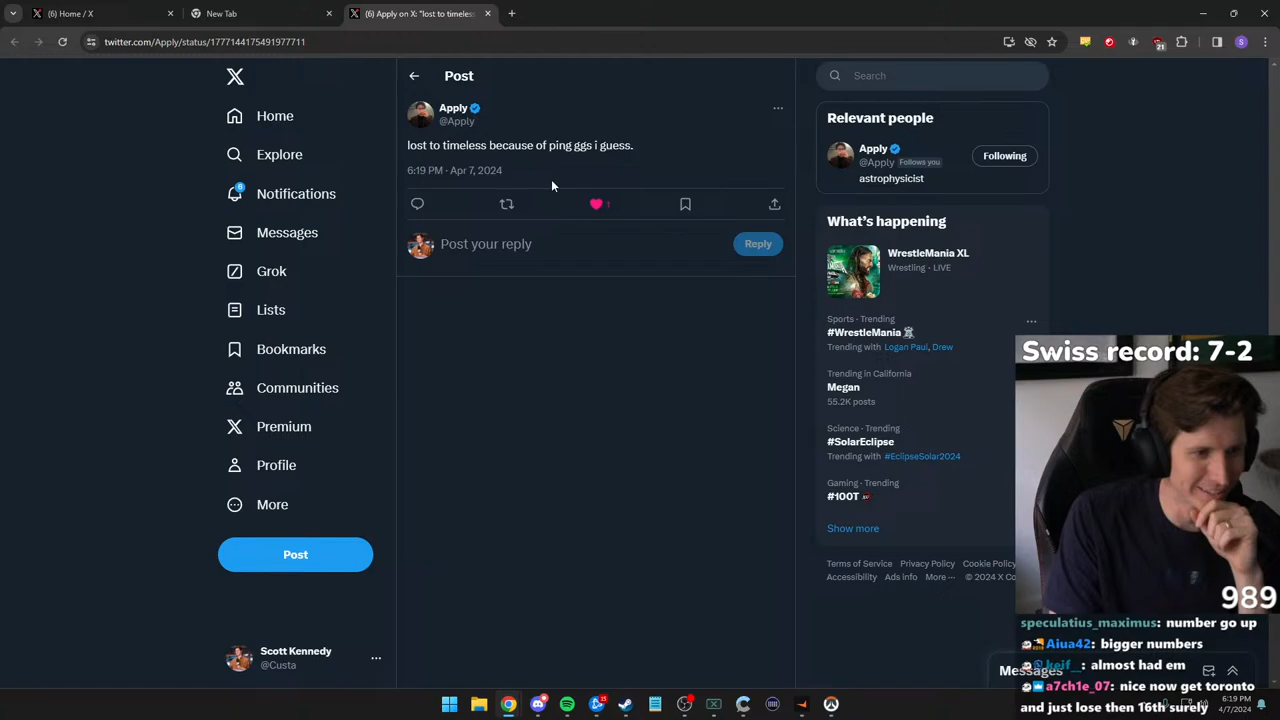 (6) Home / X
New Tab
(6) Apply on X: "lost to timeless
twitter.com/Apply/status/1777144175491977711
21
S
Home
Explore
6
Notifications
Messages
Grok
Lists
Bookmarks
Communities
Premium
Profile
More
Post
Scott Kennedy
@Custa
Post
Apply
@Apply
lost to timeless because of ping ggs i guess.
6:19 PM · Apr 7, 2024
1
Post your reply
Reply
Search
Relevant people
Apply
@Apply Follows you
Following
astrophysicist
What's happening
WrestleMania XL
Wrestling · LIVE
Sports · Trending
#WrestleMania
Trending with Logan Paul, Drew
Trending in California
Megan
55.2K posts
Science · Trending
#SolarEclipse
Trending with #EclipseSolar2024
Gaming · Trending
#100T
Show more
Terms of Service Privacy Policy Cookie Policy
Accessibility Ads info More ··· © 2024 X Co
Swiss record: 7-2
989
speculatius_maximus: number go up
Aiua42: bigger numbers
Messages
keif__: almost had em
a7ch1e_07: nice now get toronto
and just lose then 16th surely
15
6:19 PM
4/7/2024